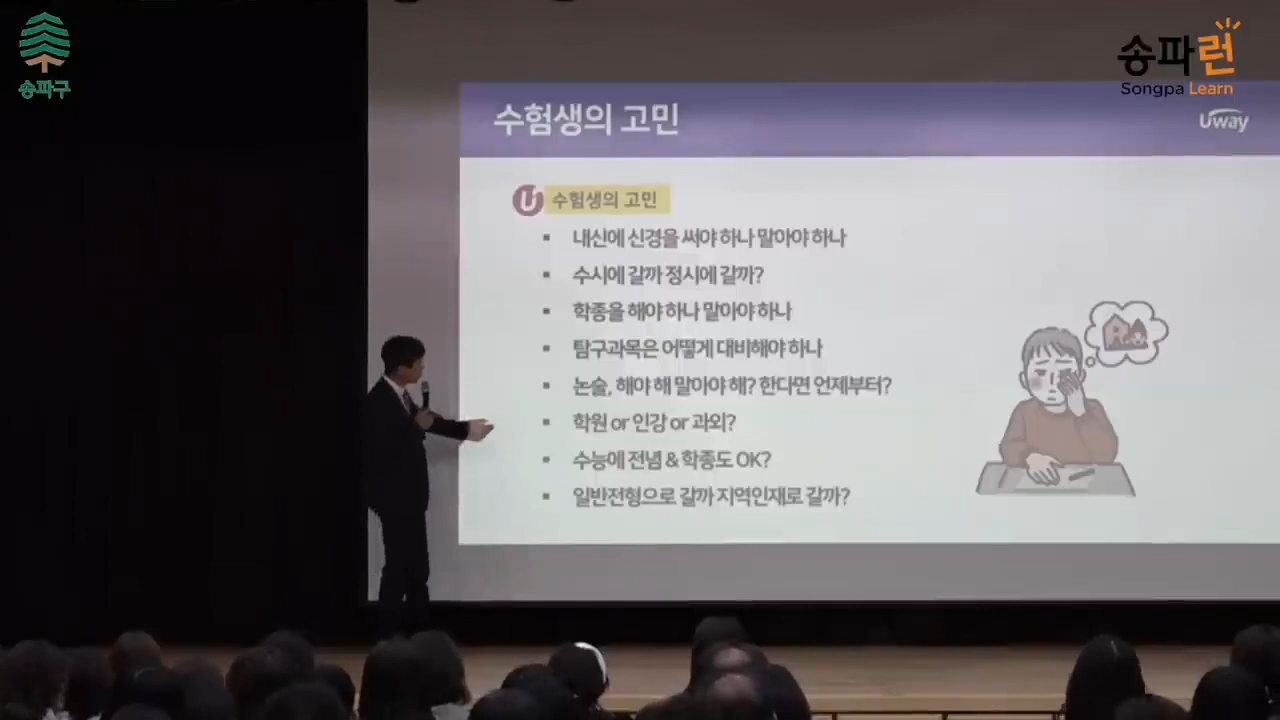 송파구
송파런
Songpa Learn
수험생의 고민
Uway
수험생의 고민
내신에 신경을 써야 하나 말아야 하나
수시에 갈까 정시에 갈까?
학종을 해야 하나 말아야 하나
탐구과목은 어떻게 대비해야 하나
논술, 해야 해 말아야 해? 한다면 언제부터?
학원 or 인강 or 과외?
수능에 전념 & 학종도 OK?
일반전형으로 갈까 지역인재로 갈까?